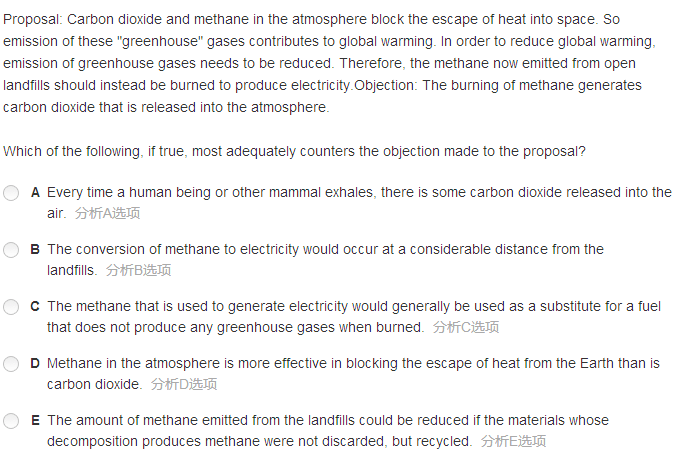 Proposal: Carbon dioxide and methane in the atmosphere block the escape of heat into space. So
emission of these "greenhouse" gases contributes to global warming. In order to reduce global warming,
emission of greenhouse gases needs to be reduced. Therefore, the methane now emitted from open
landfills should instead be burned to produce electricity.Objection: The burning of methane generates
carbon dioxide that is released into the atmosphere.
Which of the following, if true, most adequately counters the objection made to the proposal?
A Every time a human being or other mammal exhales, there is some carbon dioxide released into the
air. 分析A选项
B The conversion of methane to electricity would occur at a considerable distance from the
landfills. 分析B选项
C The methane that is used to generate electricity would generally be used as a substitute for a fuel
that does not produce any greenhouse gases when burned. 分析C选项
D Methane in the atmosphere is more effective in blocking the escape of heat from the Earth than is
carbon dioxide. 分析D选项
E The amount of methane emitted from the landfills could be reduced if the materials whose
decomposition produces methane were not discarded, but recycled. 分析E选项